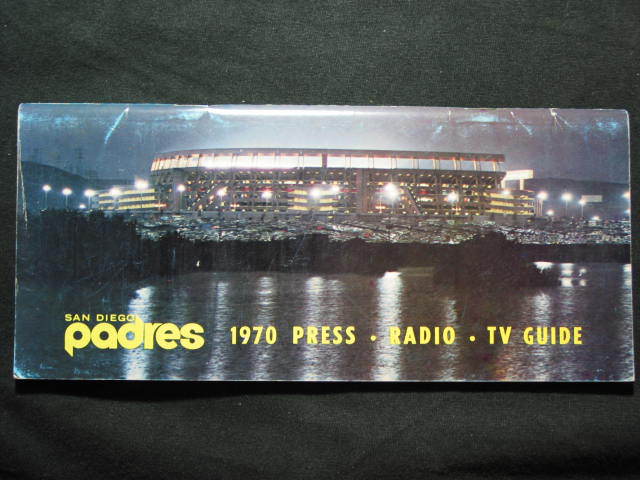 SAN DIEGO
padres
1970 PRESS • RADIO • TV GUIDE